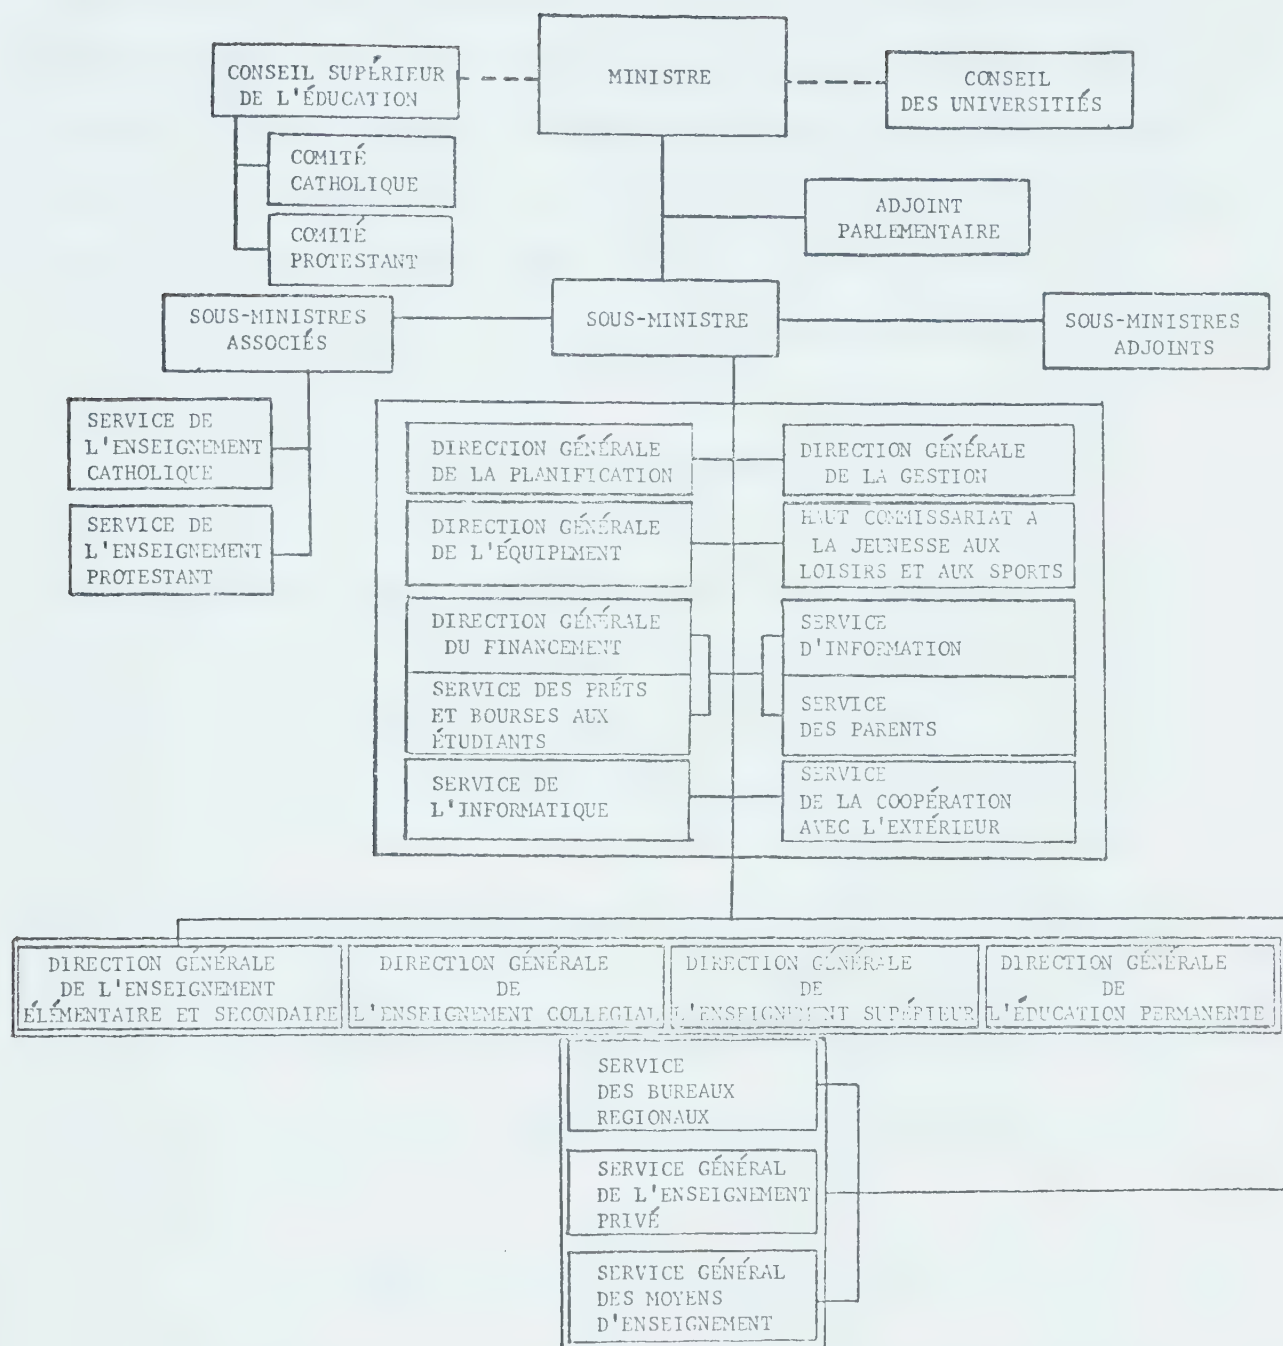 CONSEIL SUPÉRIEUR
DE L'ÉDUCATION
MINISTRE
CONSEIL
DES UNIVERSITIÉS
COMITÉ
CATHOLIQUE
COMITÉ
PROTESTANT
ADJOINT
PARLEMENTAIRE
SOUS-MINISTRES
ASSOCIÉS
SOUS-MINISTRE
SOUS-MINISTRES
ADJOINTS
SERVICE DE
L'ENSEIGNEMENT
CATHOLIQUE
SERVICE DE
L'ENSEIGNEMENT
PROTESTANT
DIRECTION GÉNÉRALE
DE LA PLANIFICATION
DIRECTION GÉNÉRALE
DE LA GESTION
DIRECTION GÉNÉRALE
DE L'ÉQUIPEMENT
HAUT COMMISSARIAT A
LA JEUNESSE AUX
LOISIRS ET AUX SPORTS
DIRECTION GÉNÉRALE
DU FINANCEMENT
SERVICE
D'INFORMATION
SERVICE DES PRÉTS
ET BOURSES AUX
ÉTUDIANTS
SERVICE
DES PARENTS
SERVICE DE
L'INFORMATIQUE
SERVICE
DE LA COOPÉRATION
AVEC L'EXTÉRIEUR
DIRECTION GÉNÉRALE
DE L'ENSEIGNEMENT
ÉLÉMENTAIRE ET SECONDAIRE
DIRECTION GÉNÉRALE
DE
L'ENSEIGNEMENT COLLEGIAL
DIRECTION GÉNÉRALE
DE
L'ENSEIGNEMENT SUPÉRIEUR
DIRECTION GÉNÉRALE
DE
L'ÉDUCATION PERMANENTE
SERVICE
DES BUREAUX
REGIONAUX
SERVICE GÉNÉRAL
DE L'ENSEIGNEMENT
PRIVÉ
SERVICE GÉNÉRAL
DES MOYENS
D'ENSEIGNEMENT